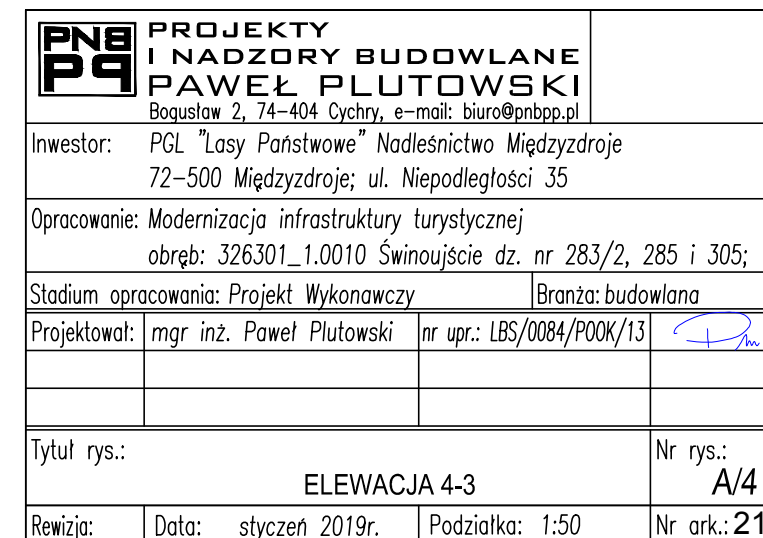 PNB
PP
PROJEKTY
I NADZORY BUDOWLANE
PAWEŁ PLUTOWSKI
Bogusław 2, 74-404 Cychry, e-mail: biuro@pnbpp.pl
Inwestor: PGL "Lasy Państwowe" Nadleśnictwo Międzyzdroje
72-500 Międzyzdroje; ul. Niepodległości 35
Opracowanie: Modernizacja infrastruktury turystycznej
obręb: 326301_1.0010 Świnoujście dz. nr 283/2, 285 i 305;
Stadium opracowania: Projekt Wykonawczy Branża: budowlana
Projektował: mgr inż. Paweł Plutowski nr upr.: LBS/0084/POOK/13
Tytuł rys.: Nr rys.:
ELEWACJA 4-3 A/4
Rewizja: Data: styczeń 2019r. Podziałka: 1:50 Nr ark.: 21